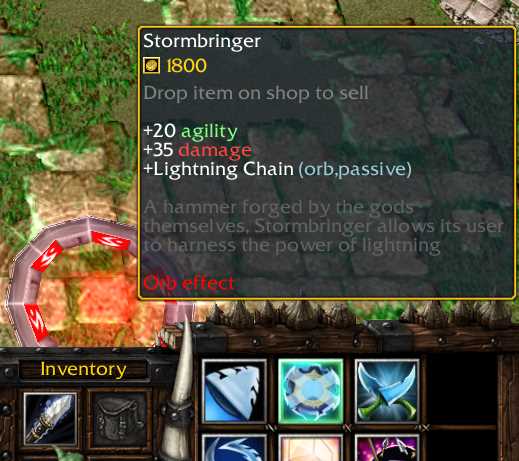 Stormbringer
1800
Drop item on shop to sell
+20 agility
+35 damage
+Lightning Chain (orb,passive)
A hammer forged by the gods
themselves, Stormbringer allows its user
to harness the power of lightning
Orb effect
Inventory